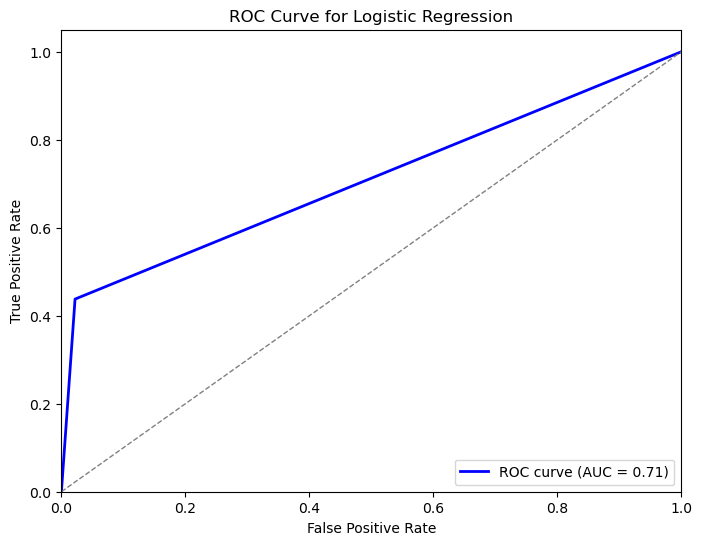 ROC Curve for Logistic Regression
1.0
0.8
0.6
0.4
0.2
0.0
True Positive Rate
ROC curve (AUC = 0.71)
0.0 0.2 0.4 0.6 0.8 1.0
False Positive Rate